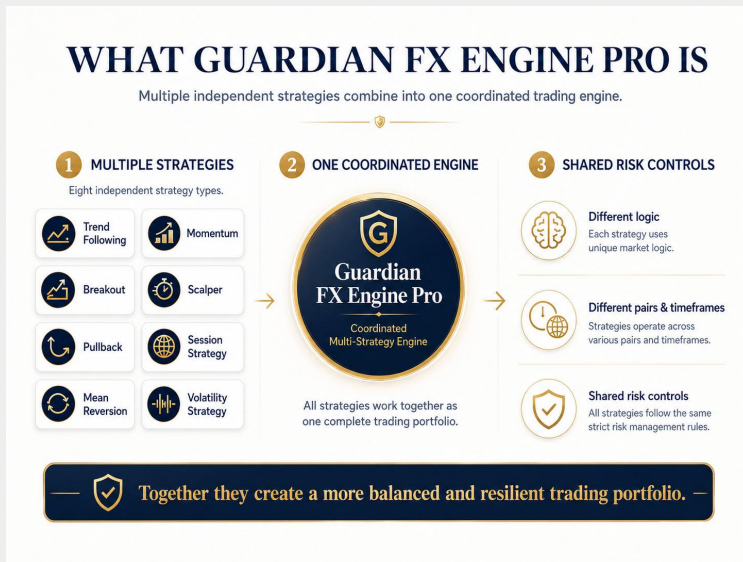 WHAT GUARDIAN FX ENGINE PRO IS
Multiple independent strategies combine into one coordinated trading engine.
1 MULTIPLE STRATEGIES
Eight independent strategy types.
Trend
Following
Momentum
Breakout
Scalper
Pullback
Session
Strategy
Mean
Reversion
Volatility
Strategy
2 ONE COORDINATED ENGINE
G
Guardian
FX Engine Pro
Coordinated
Multi-Strategy Engine
All strategies work together as
one complete trading portfolio.
3 SHARED RISK CONTROLS
Different logic
Each strategy uses
unique market logic.
Different pairs & timeframes
Strategies operate across
various pairs and timeframes.
Shared risk controls
All strategies follow the same
strict risk management rules.
Together they create a more balanced and resilient trading portfolio.